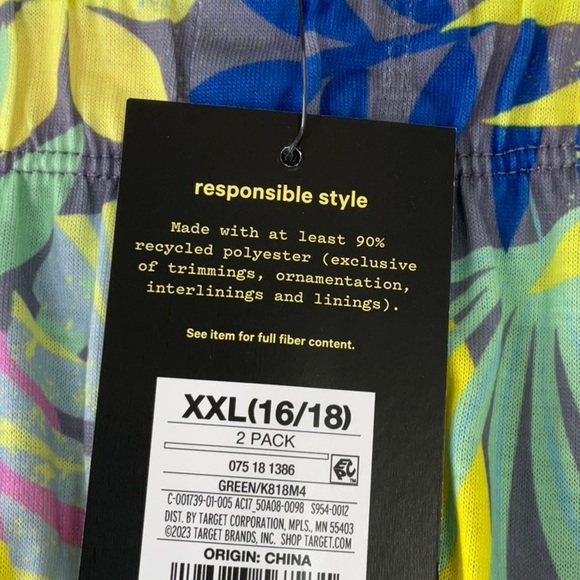 responsible style
Made with at least 90%
recycled polyester (exclusive
of trimmings, ornamentation,
interlinings and linings).
See item for full fiber content.
XXL(16/18)
2 PACK
075 18 1386
GREEN/K818M4
C-001739-01-005 AC17_50A08-0098 S954-0012
DIST. BY TARGET CORPORATION, MPLS., MN 55403
©2023 TARGET BRANDS, INC. SHOP TARGET.COM
ORIGIN: CHINA